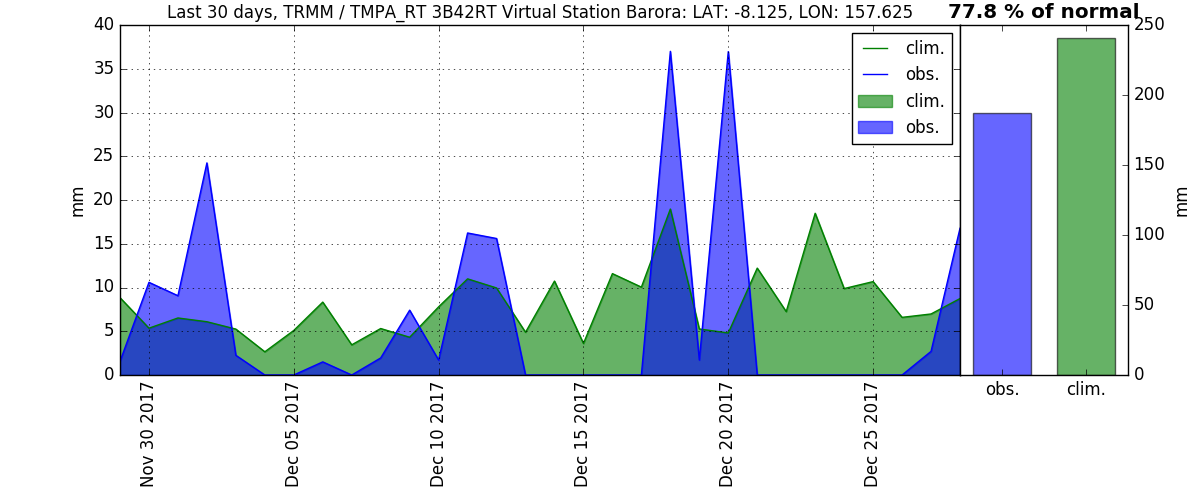 Last 30 days, TRMM / TMPA_RT 3B42RT Virtual Station Barora: LAT: -8.125, LON: 157.625
77.8 % of normal
mm
40
35
30
25
20
15
10
5
0
clim.
obs.
clim.
obs.
Nov 30 2017
Dec 05 2017
Dec 10 2017
Dec 15 2017
Dec 20 2017
Dec 25 2017
250
200
150
100
50
0
mm
obs.
clim.